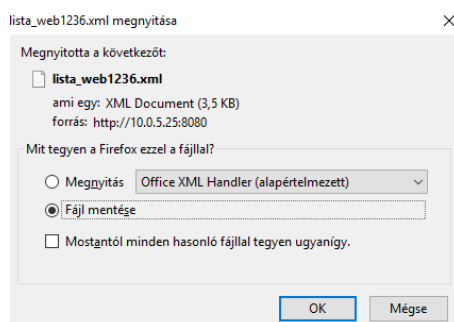 lista_web1236.xml megnyitása
Megnyitotta a következőt:
lista_web1236.xml
ami egy: XML Document (3,5 KB)
forrás: http://10.0.5.25:8080
Mit tegyen a Firefox ezzel a fájllal?
Megnyitás Office XML Handler (alapértelmezett)
Fájl mentése
Mostantól minden hasonló fájllal tegyen ugyanígy.
OK Mégse